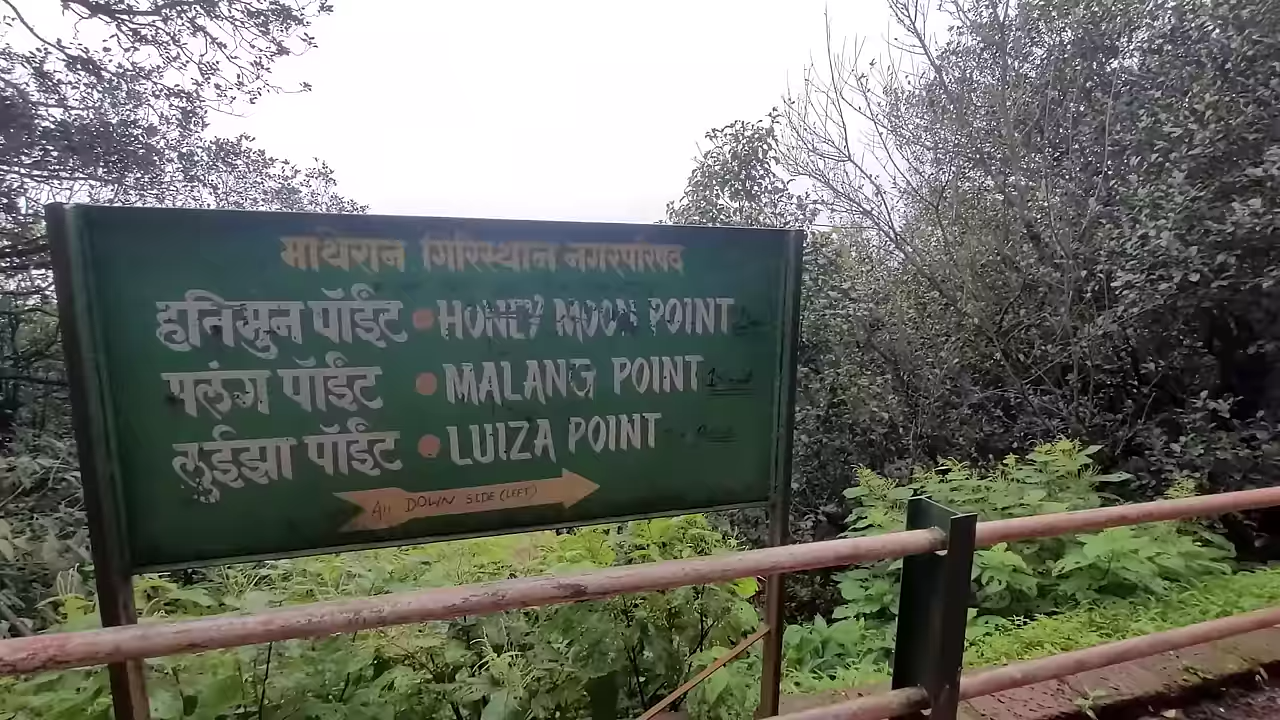 माथेरान गिरिस्थान नगरपरिषद
हनिमुन पॉईंट • HONEY MOON POINT
मलंग पॉईंट • MALANG POINT
लुईझा पॉईंट • LUIZA POINT
All DOWN SIDE (LEFT)